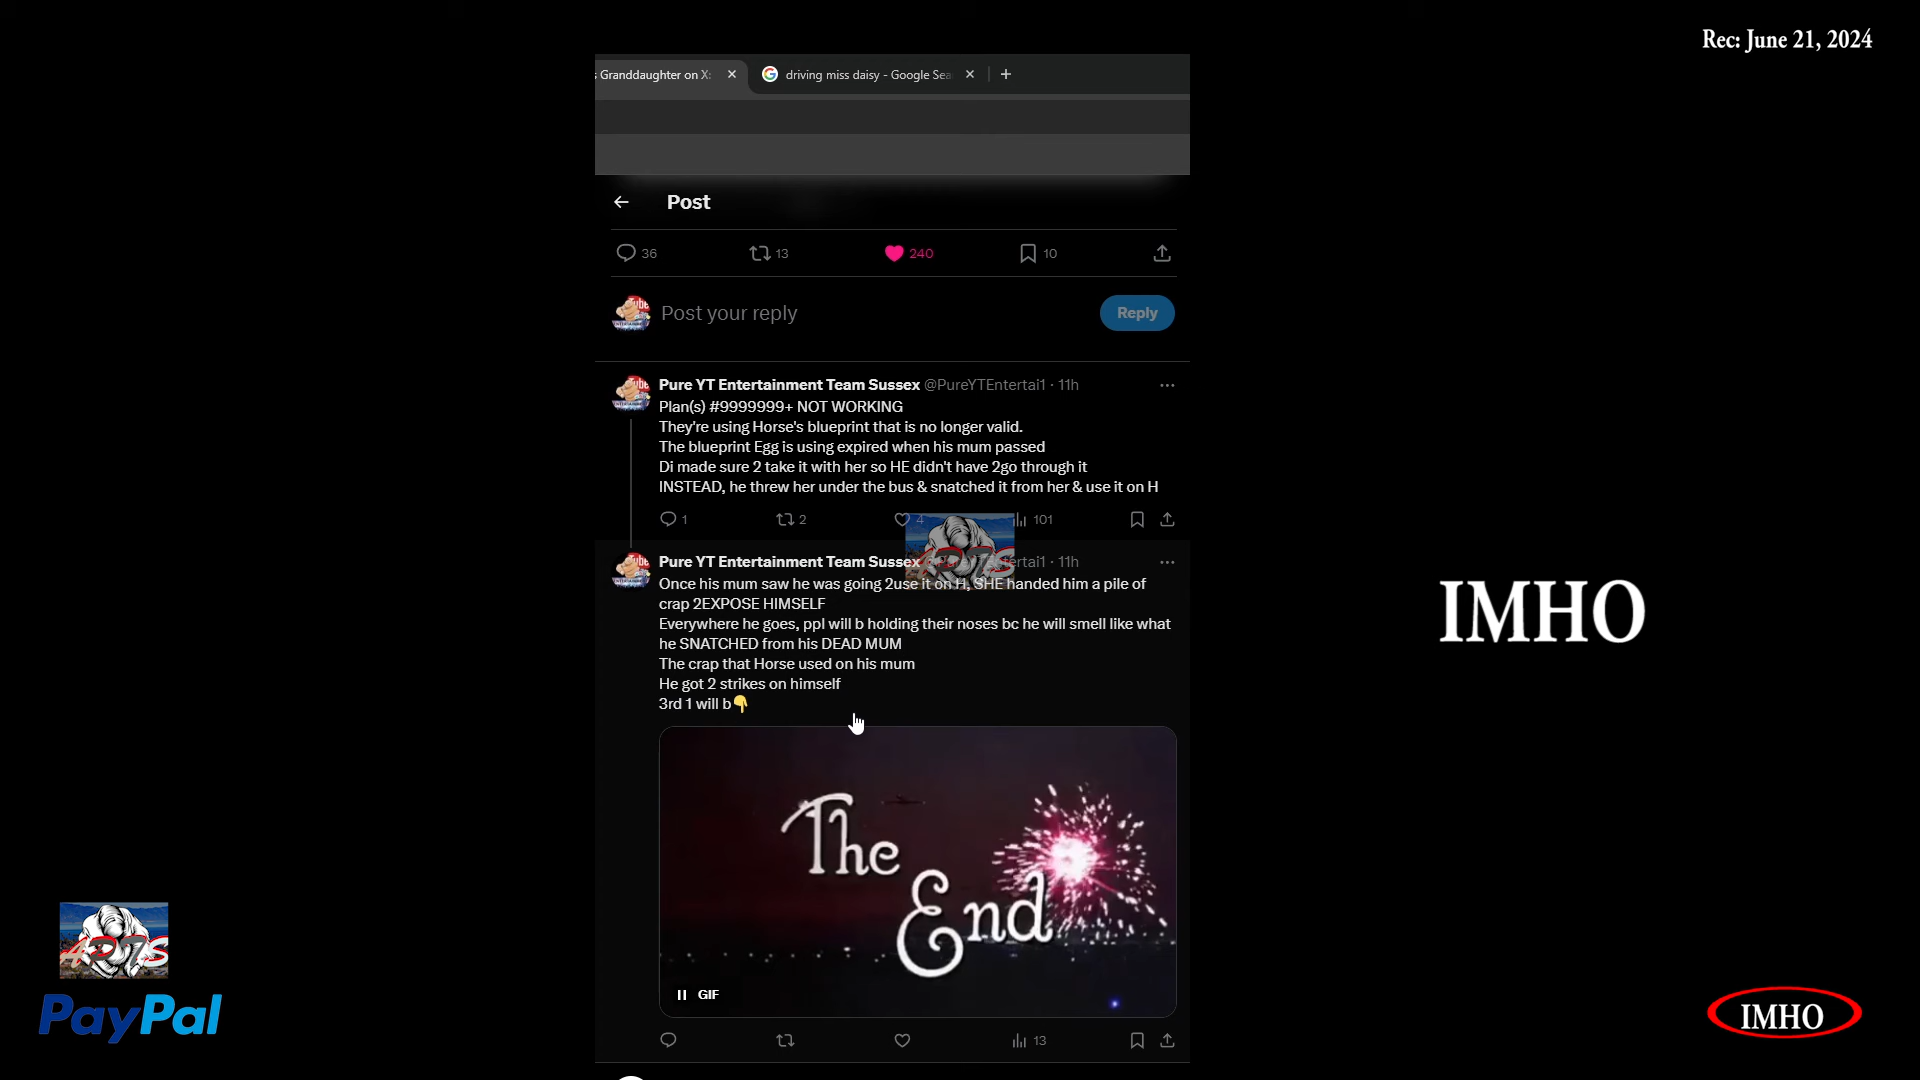 Rec: June 21, 2024
s Granddaughter on X:
driving miss daisy - Google Sea
Post
36
13
240
10
Post your reply
Reply
Pure YT Entertainment Team Sussex @PureYTEntertai1 · 11h
Plan(s) #9999999+ NOT WORKING
They're using Horse's blueprint that is no longer valid.
The blueprint Egg is using expired when his mum passed
Di made sure 2 take it with her so HE didn't have 2go through it
INSTEAD, he threw her under the bus & snatched it from her & use it on H
1
2
4
101
Pure YT Entertainment Team Sussex @PureYTEntertai1 · 11h
Once his mum saw he was going 2use it on H, SHE handed him a pile of
crap 2EXPOSE HIMSELF
Everywhere he goes, ppl will b holding their noses bc he will smell like what
he SNATCHED from his DEAD MUM
The crap that Horse used on his mum
He got 2 strikes on himself
3rd 1 will b👇
The
End
GIF
13
IMHO
PayPal
IMHO